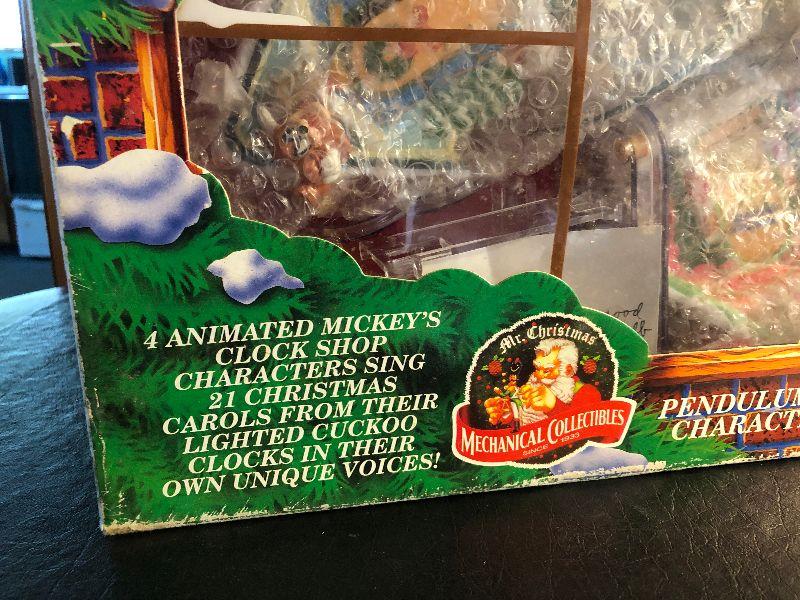 4 ANIMATED MICKEY'S
CLOCK SHOP
CHARACTERS SING
21 CHRISTMAS
CAROLS FROM THEIR
LIGHTED CUCKOO
CLOCKS IN THEIR
OWN UNIQUE VOICES!
Mr. Christmas
MECHANICAL COLLECTIBLES
SINCE 1933
PENDULUM
CHARACT